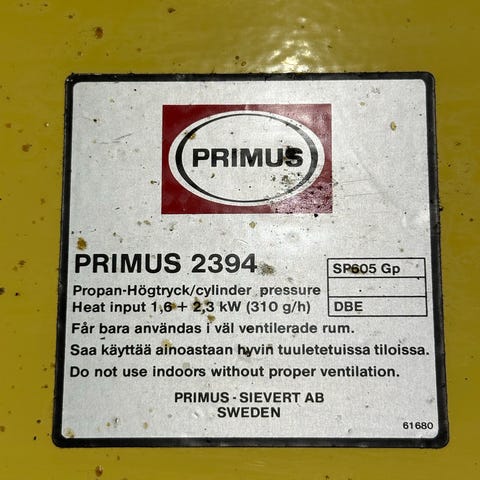 PRIMUS
PRIMUS 2394
SP605 Gp
Propan-Högtryck/cylinder pressure
Heat input 1,6 + 2,3 kW (310 g/h)
DBE
Får bara användas i väl ventilerade rum.
Saa käyttää ainoastaan hyvin tuuletetuissa tiloissa.
Do not use indoors without proper ventilation.
PRIMUS - SIEVERT AB
SWEDEN
61680